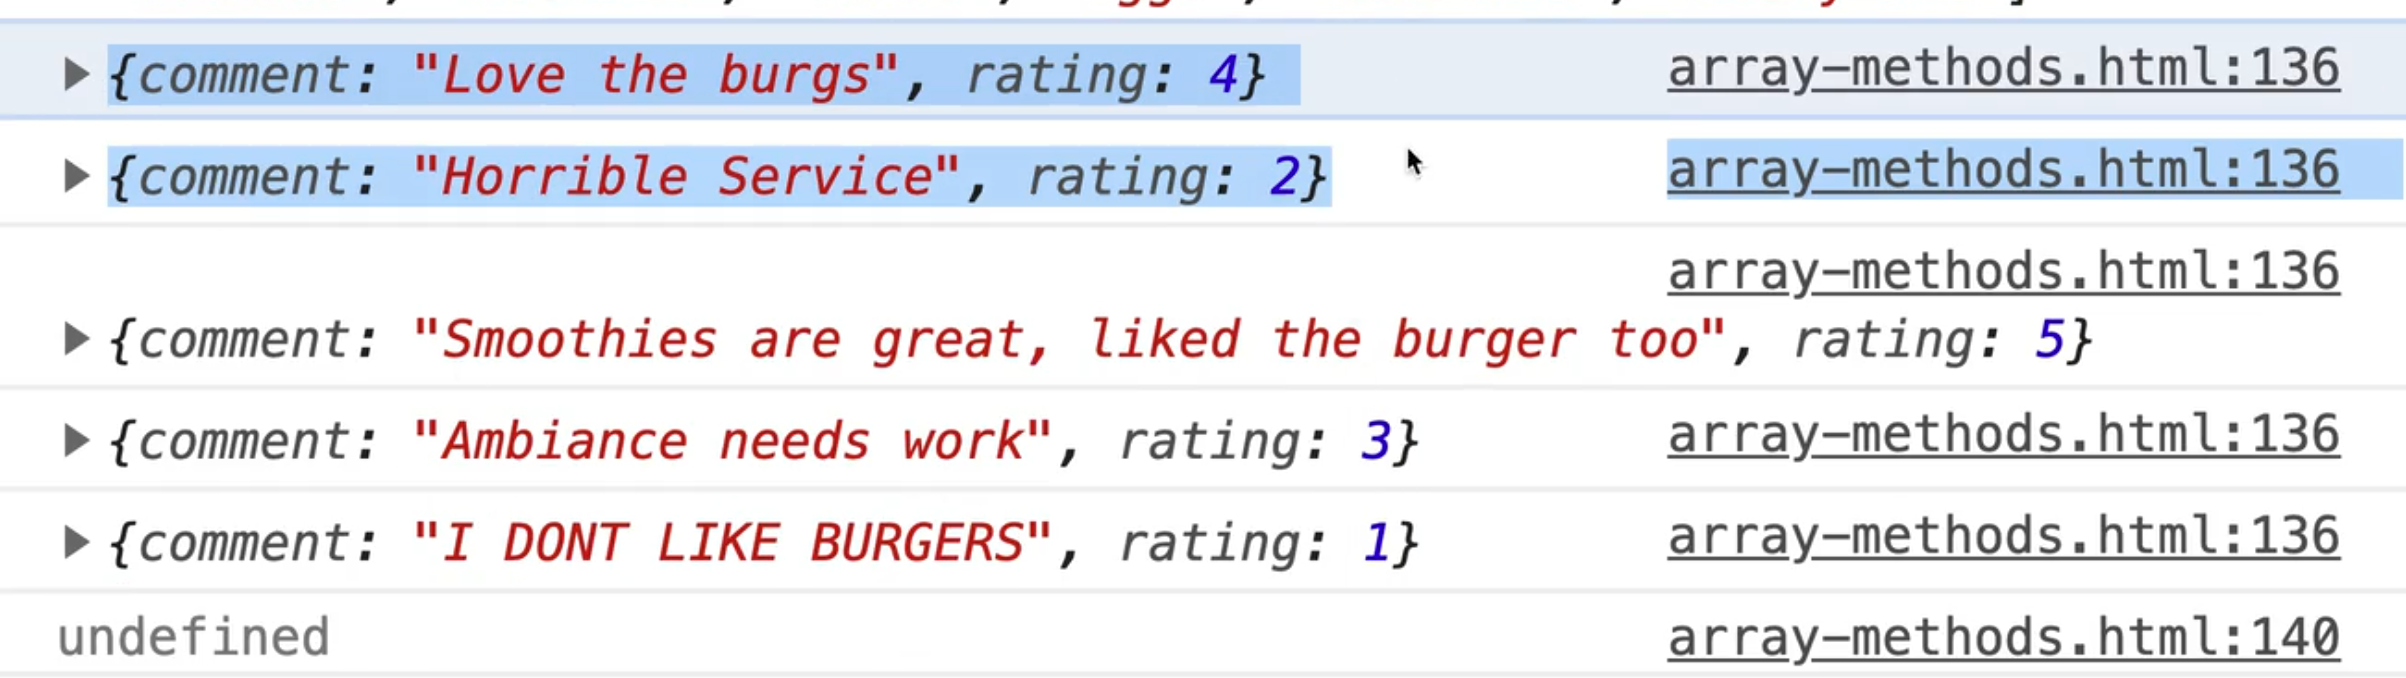 {comment: "Love the burgs", rating: 4} array-methods.html:136
{comment: "Horrible Service", rating: 2} array-methods.html:136
array-methods.html:136
{comment: "Smoothies are great, liked the burger too", rating: 5}
{comment: "Ambiance needs work", rating: 3} array-methods.html:136
{comment: "I DONT LIKE BURGERS", rating: 1} array-methods.html:136
undefined array-methods.html:140